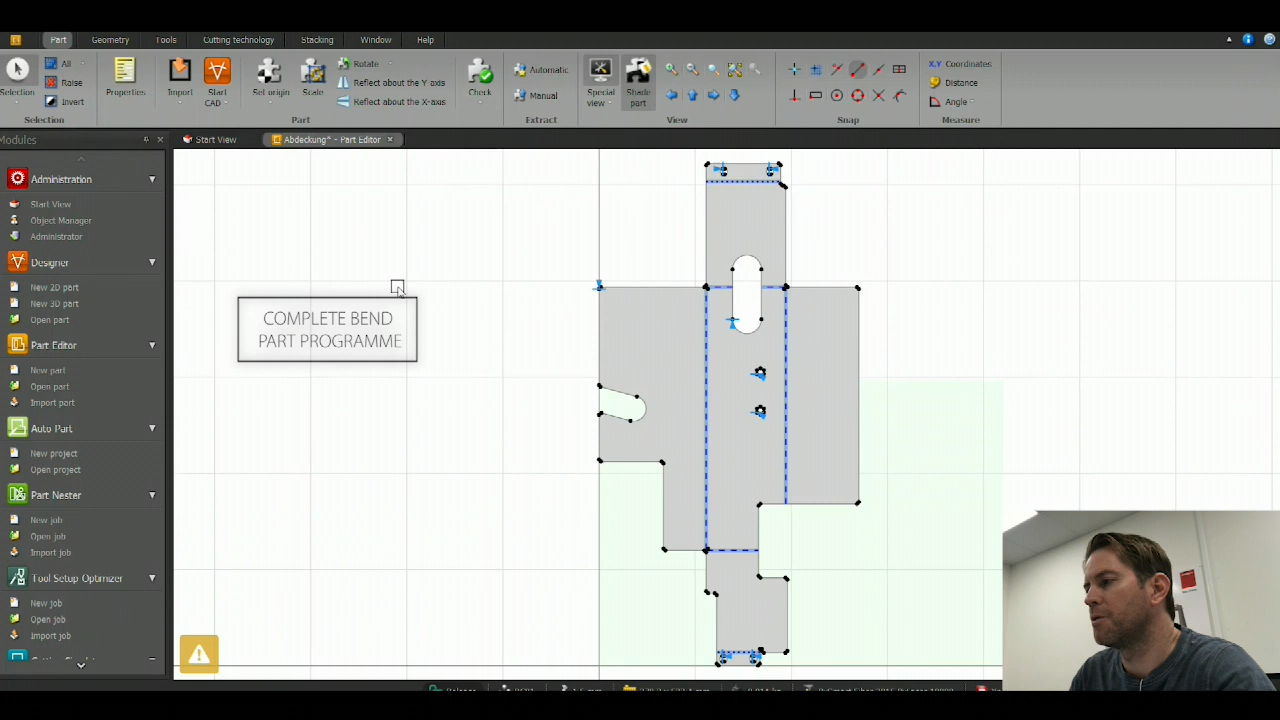 Part Geometry Tools Cutting technology Stacking Window Help
Selection All Raise Invert Selection
Properties Import Start CAD
Set origin Scale Rotate Reflect about the Y axis Reflect about the X-axis Check Part
Automatic Manual Extract
Special view Shade part View
Snap
X,Y Coordinates Distance Angle Measure
Modules
Start View Abdeckung* - Part Editor
Administration
Start View
Object Manager
Administrator
Designer
New 2D part
New 3D part
Open part
Part Editor
New part
Open part
Import part
Auto Part
New project
Open project
Part Nester
New job
Open job
Import job
Tool Setup Optimizer
New job
Open job
Import job
COMPLETE BEND
PART PROGRAMME